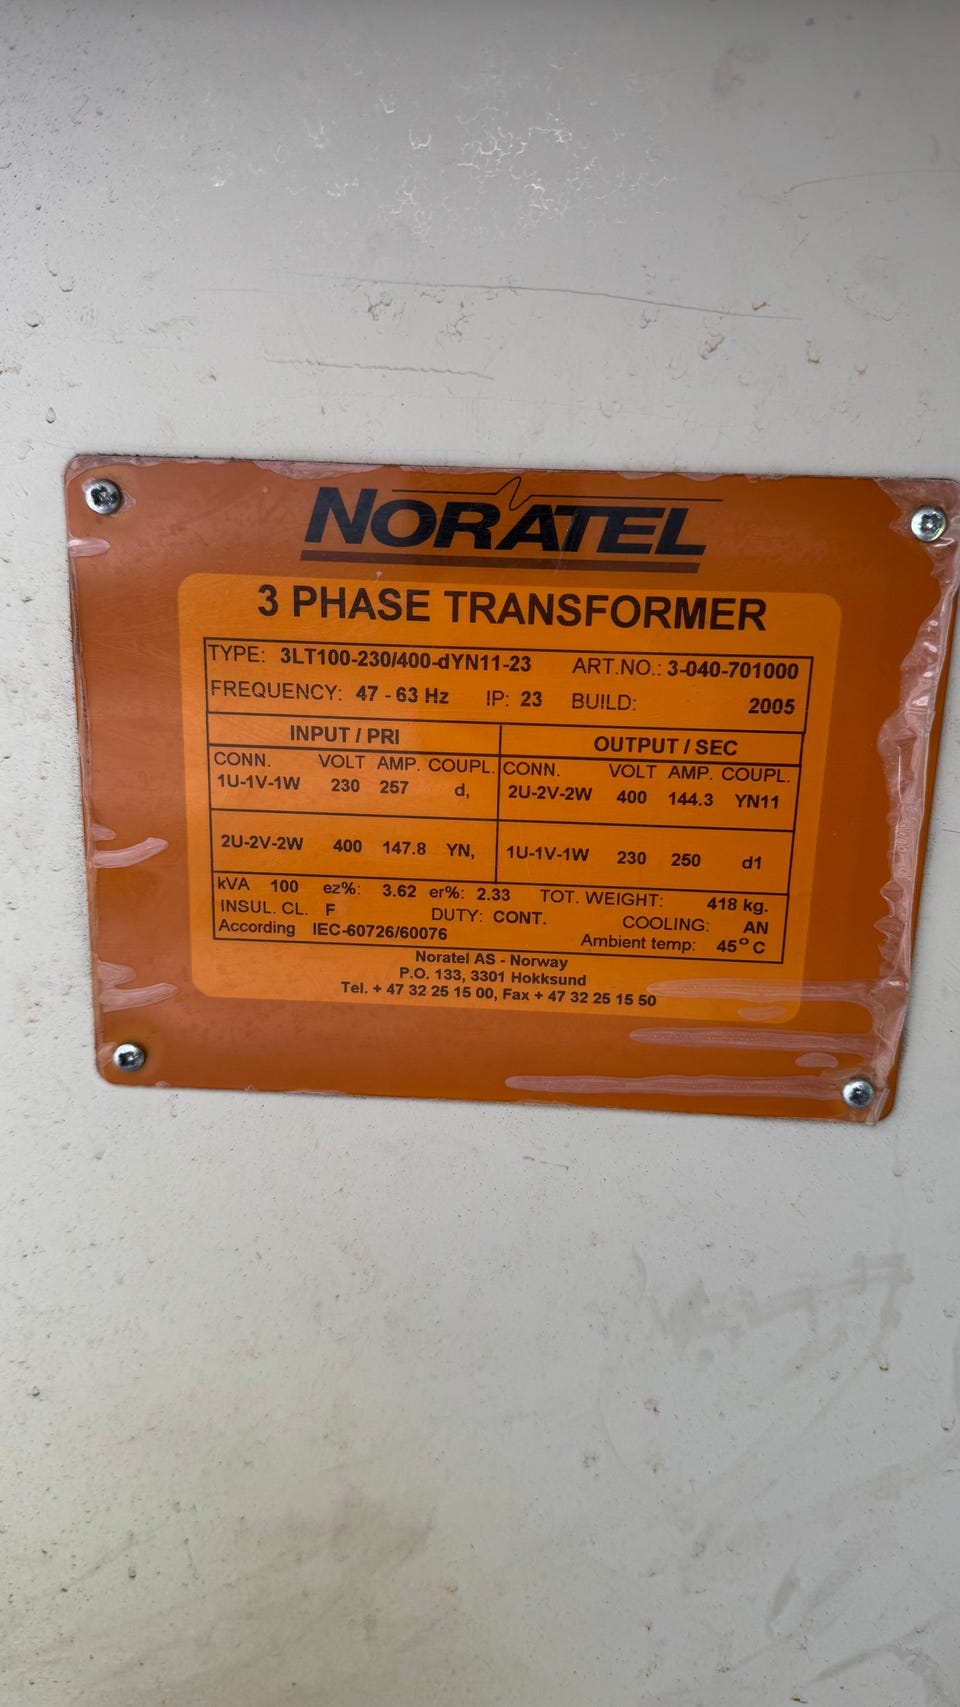 NORATEL
3 PHASE TRANSFORMER
TYPE: 3LT100-230/400-dYN11-23 ART.NO.: 3-040-701000
FREQUENCY: 47 - 63 Hz IP: 23 BUILD: 2005
INPUT / PRI OUTPUT / SEC
CONN. VOLT AMP. COUPL. CONN. VOLT AMP. COUPL.
1U-1V-1W 230 257 d, 2U-2V-2W 400 144.3 YN11
2U-2V-2W 400 147.8 YN, 1U-1V-1W 230 250 d1
kVA 100 ez%: 3.62 er%: 2.33 TOT. WEIGHT: 418 kg.
INSUL. CL. F DUTY: CONT. COOLING: AN
According IEC-60726/60076 Ambient temp: 45° C
Noratel AS - Norway
P.O. 133, 3301 Hokksund
Tel. + 47 32 25 15 00, Fax + 47 32 25 15 50